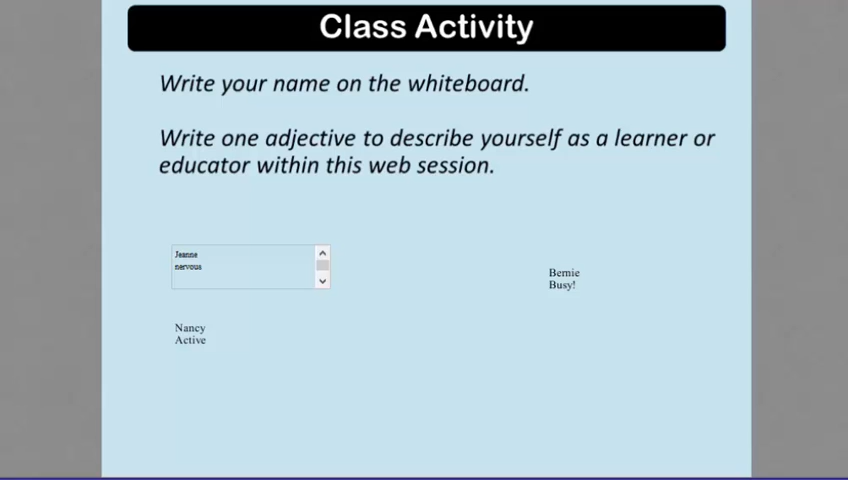 Class Activity
Write your name on the whiteboard.
Write one adjective to describe yourself as a learner or
educator within this web session.
Jeanne
nervous
Bernie
Busy!
Nancy
Active